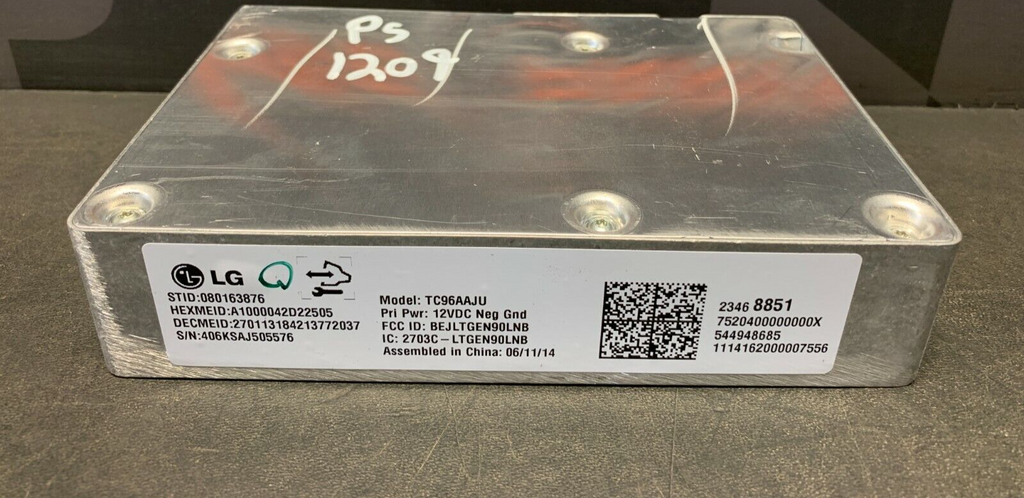 PS
1209
LG
STID:080163876
HEXMEID:A1000042D22505
DECMEID:270113184213772037
S/N:406KSAJ505576
Model: TC96AAJU
Pri Pwr: 12VDC Neg Gnd
FCC ID: BEJLTGEN90LNB
IC: 2703C-LTGEN90LNB
Assembled in China: 06/11/14
2346 8851
7520400000000X
544948685
1114162000007556